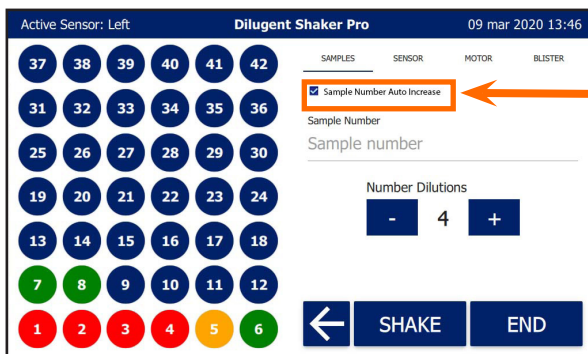 Active Sensor: Left Dilugent Shaker Pro 09 mar 2020 13:46
SAMPLES SENSOR MOTOR BLISTER
Sample Number Auto Increase
Sample Number
Sample number
Number Dilutions
- 4 +
37 38 39 40 41 42
31 32 33 34 35 36
25 26 27 28 29 30
19 20 21 22 23 24
13 14 15 16 17 18
7 8 9 10 11 12
1 2 3 4 5 6
SHAKE END